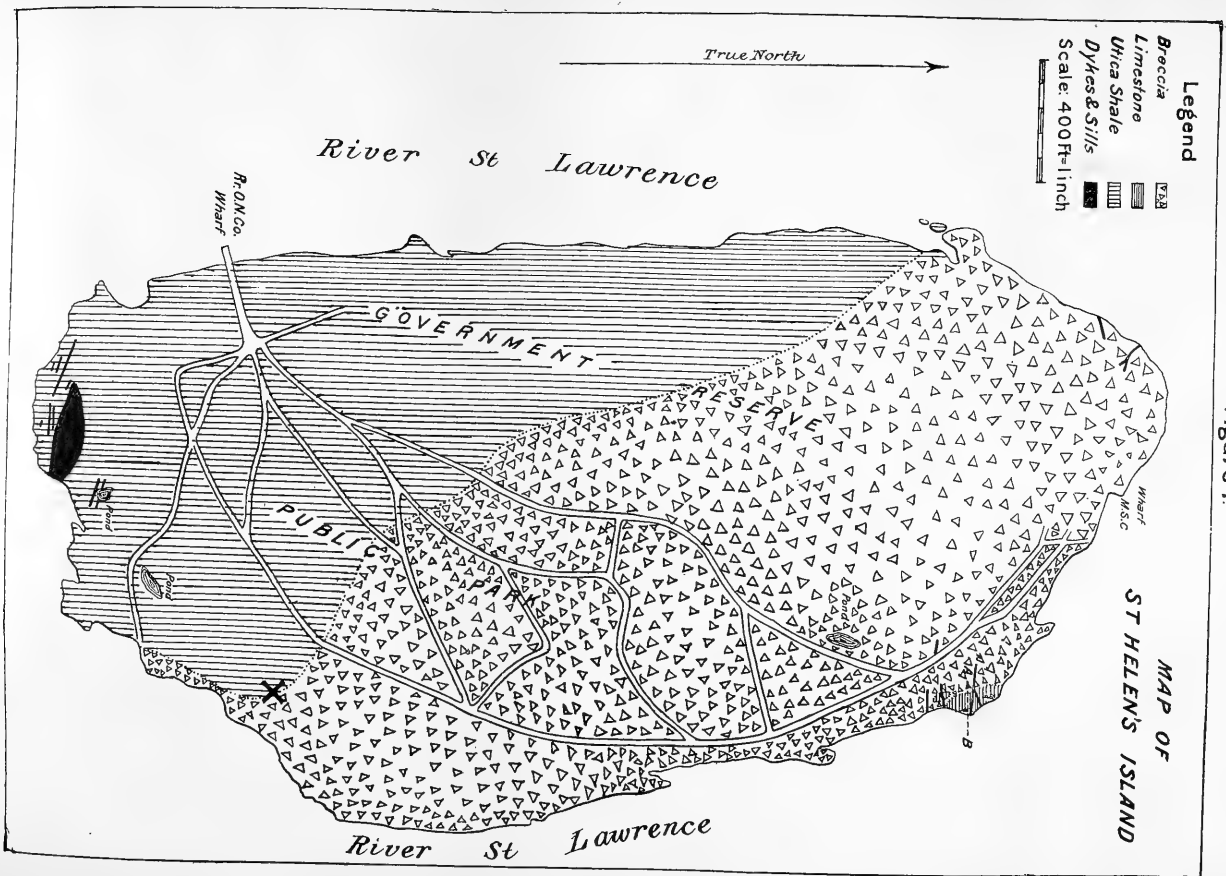 MAP OF
ST HELEN'S ISLAND
Legend
Breccia
Limestone
Utica Shale
Dykes & Sills
Scale: 400 Ft = 1 inch
True North
River St Lawrence
R. O. N. Co.
Wharf
GOVERNMENT
RESERVE
PUBLIC
PARK
Pond
Pond
Pond
Wharf
M.S.C
A
B
River St Lawrence